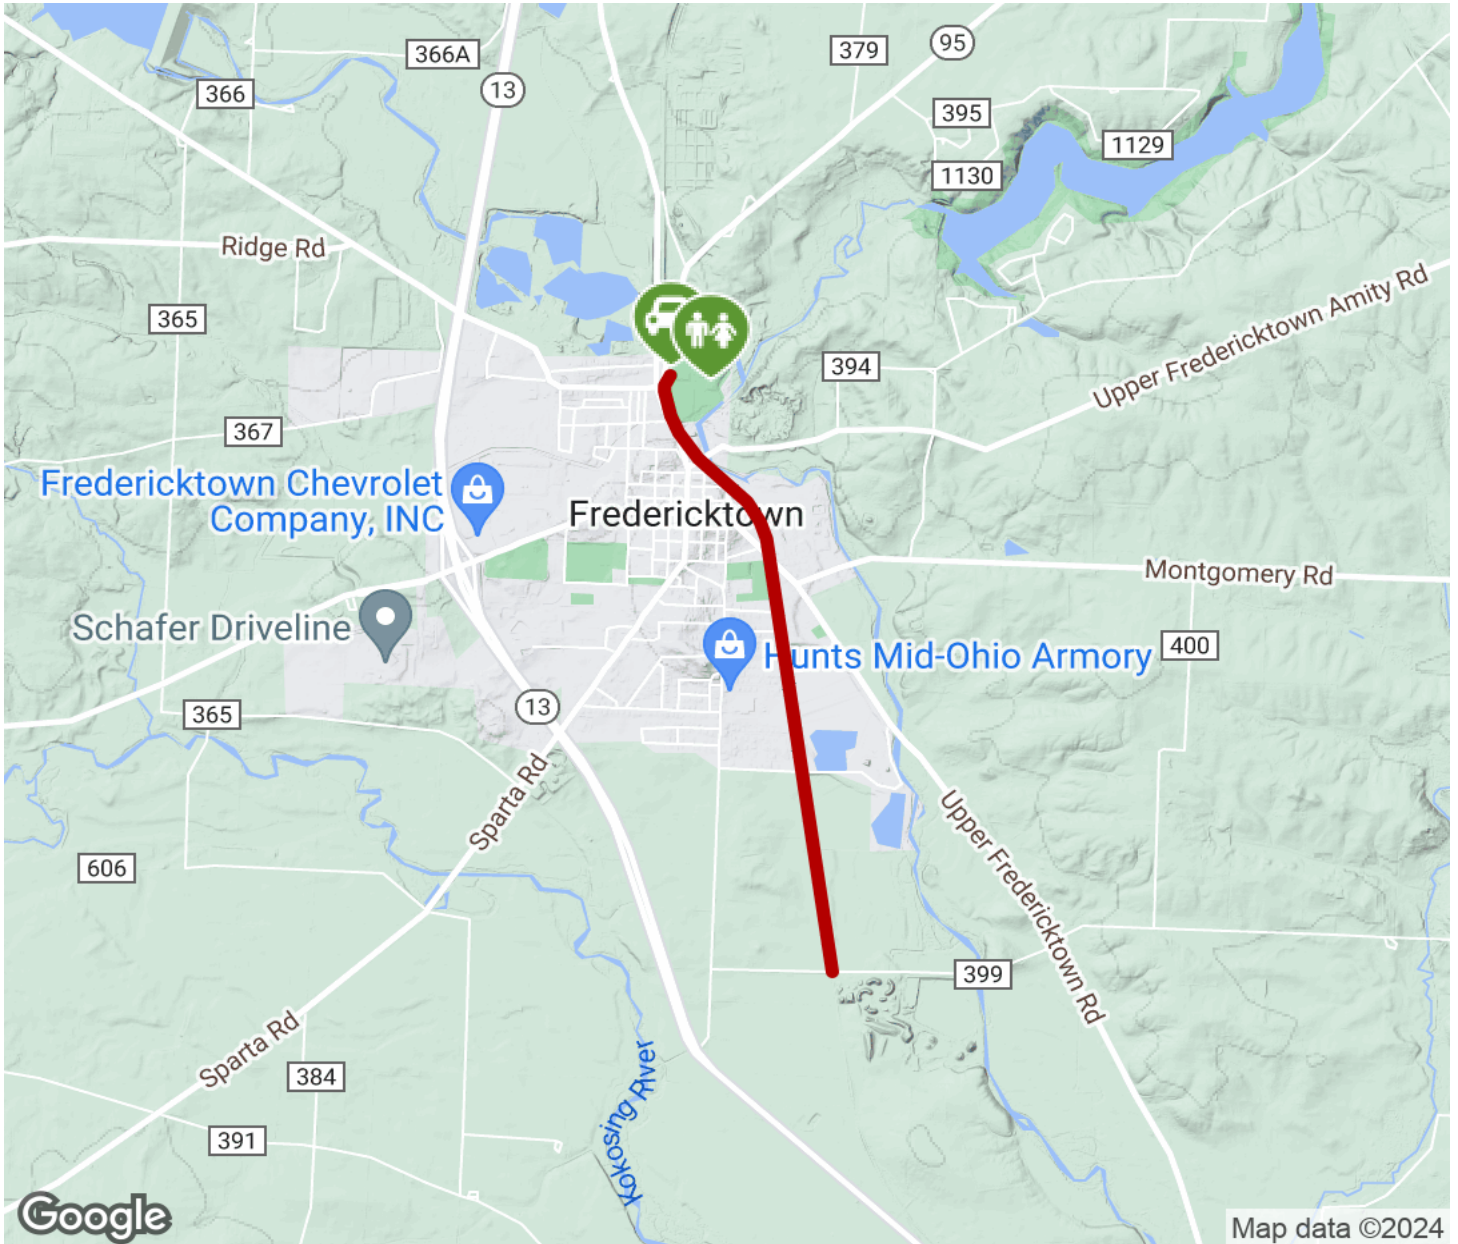 366A
13
379
95
366
395
1129
1130
Ridge Rd
365
Upper Fredericktown Amity Rd
394
367
Fredericktown Chevrolet
Company, INC
Fredericktown
Montgomery Rd
Schafer Driveline
Hunts Mid-Ohio Armory
400
365
13
Sparta Rd
Upper Fredericktown Rd
606
399
Sparta Rd
384
Kokosing River
391
Google
Map data ©2024